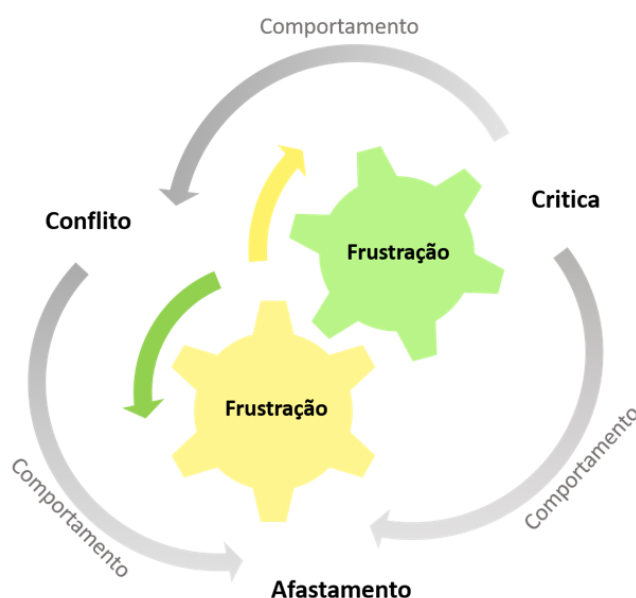 Comportamento
Conflito
Critica
Frustração
Frustração
Comportamento
Comportamento
Afastamento